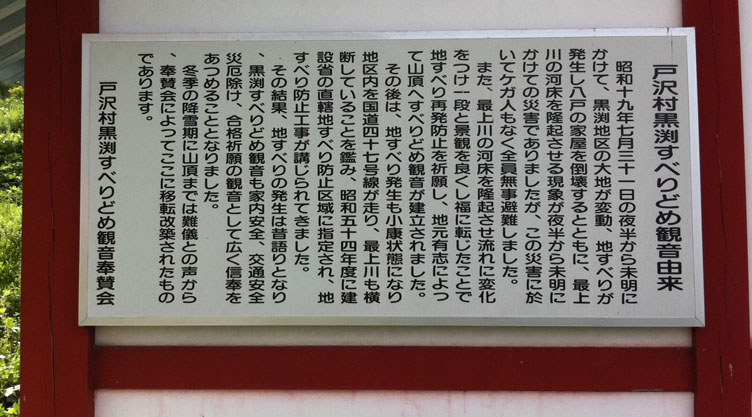 戸沢村黒渕すべりどめ観音由来
昭和十九年七月三十一日の夜半から未明に
かけて、黒渕地区の大地が変動、地すべりが
発生し八戸の家屋を倒壊するとともに、最上
川の河床を隆起させる現象が夜半から未明に
かけての災害でありましたが、この災害に於
いてケガ人もなく全員無事避難しました。
また、最上川の河床を隆起させ流れに変化
をつけ一段と景観を良くし福に転じたことで
地すべり再発防止を祈願し、地元有志によっ
て山頂へすべりどめ観音が建立されました。
その後は、地すべり発生も小康状態になり
地区内を国道四十七号線が走り、最上川も横
断していることを鑑み、昭和五十四年度に建
設省の直轄地すべり防止区域に指定され、地
すべり防止工事が講じられてきました。
その結果、地すべりの発生は昔語りとなり
、黒渕すべりどめ観音も家内安全、交通安全
災厄除け、合格祈願の観音として広く信奉を
あつめることとなりました。
冬季の降雪期に山頂までは難儀との声から
、奉賛会によってここに移転改築されたもの
であります。
戸沢村黒渕すべりどめ観音奉賛会